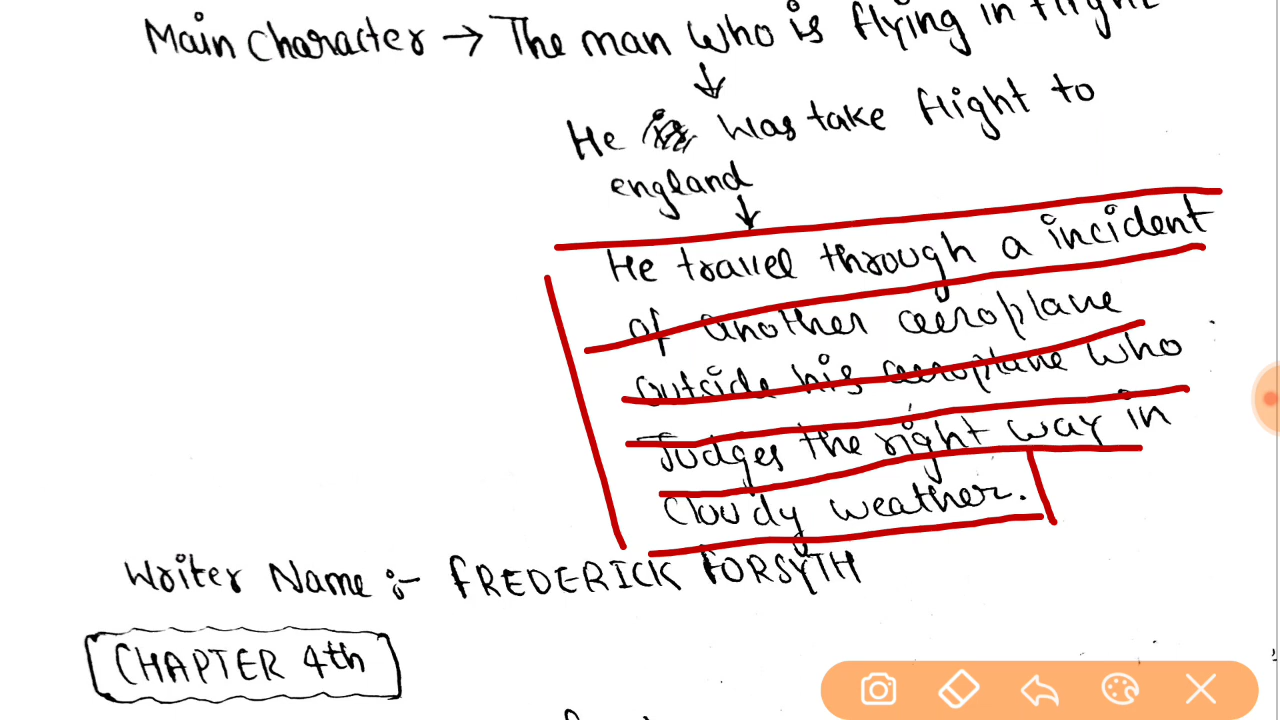 Main Character → The man who is flying in flight
↓
He was take flight to
england
↓
He travel through a incident
of another aeroplane
outside his aeroplane who
Judges the right way in
cloudy weather.
Writer Name :- FREDERICK FORSYTH
CHAPTER 4th